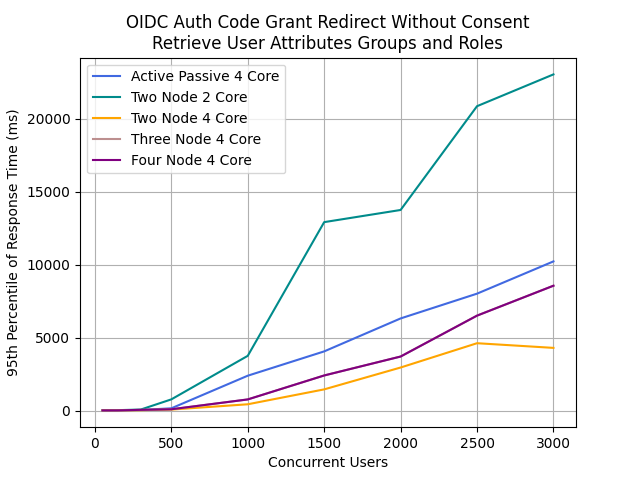 OIDC Auth Code Grant Redirect Without Consent
Retrieve User Attributes Groups and Roles
Active Passive 4 Core
Two Node 2 Core
Two Node 4 Core
Three Node 4 Core
Four Node 4 Core
95th Percentile of Response Time (ms)
20000
15000
10000
5000
0
0 500 1000 1500 2000 2500 3000
Concurrent Users